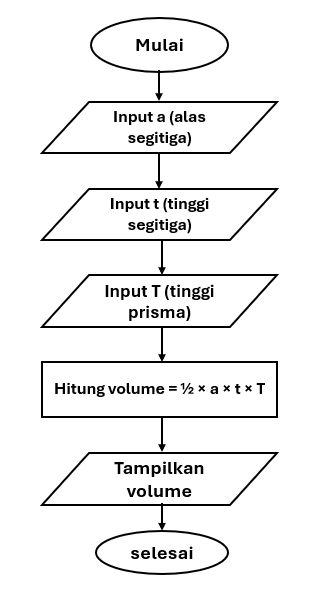 Mulai
Input a (alas
segitiga)
Input t (tinggi
segitiga)
Input T (tinggi
prisma)
Hitung volume = ½ × a × t × T
Tampilkan
volume
selesai